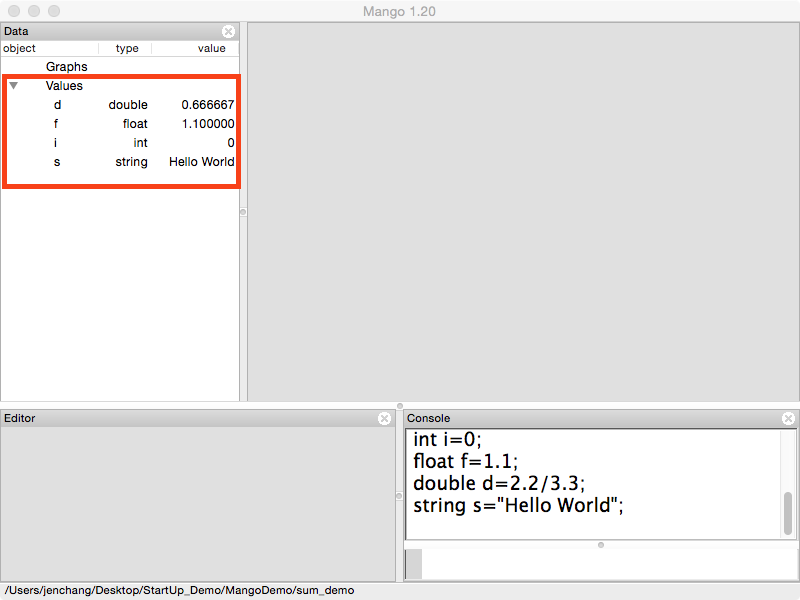 Mango 1.20
Data
object type value
Graphs
Values
d double 0.666667
f float 1.100000
i int 0
s string Hello World
Editor
Console
int i=0;
float f=1.1;
double d=2.2/3.3;
string s="Hello World";
/Users/jenchang/Desktop/StartUp_Demo/MangoDemo/sum_demo